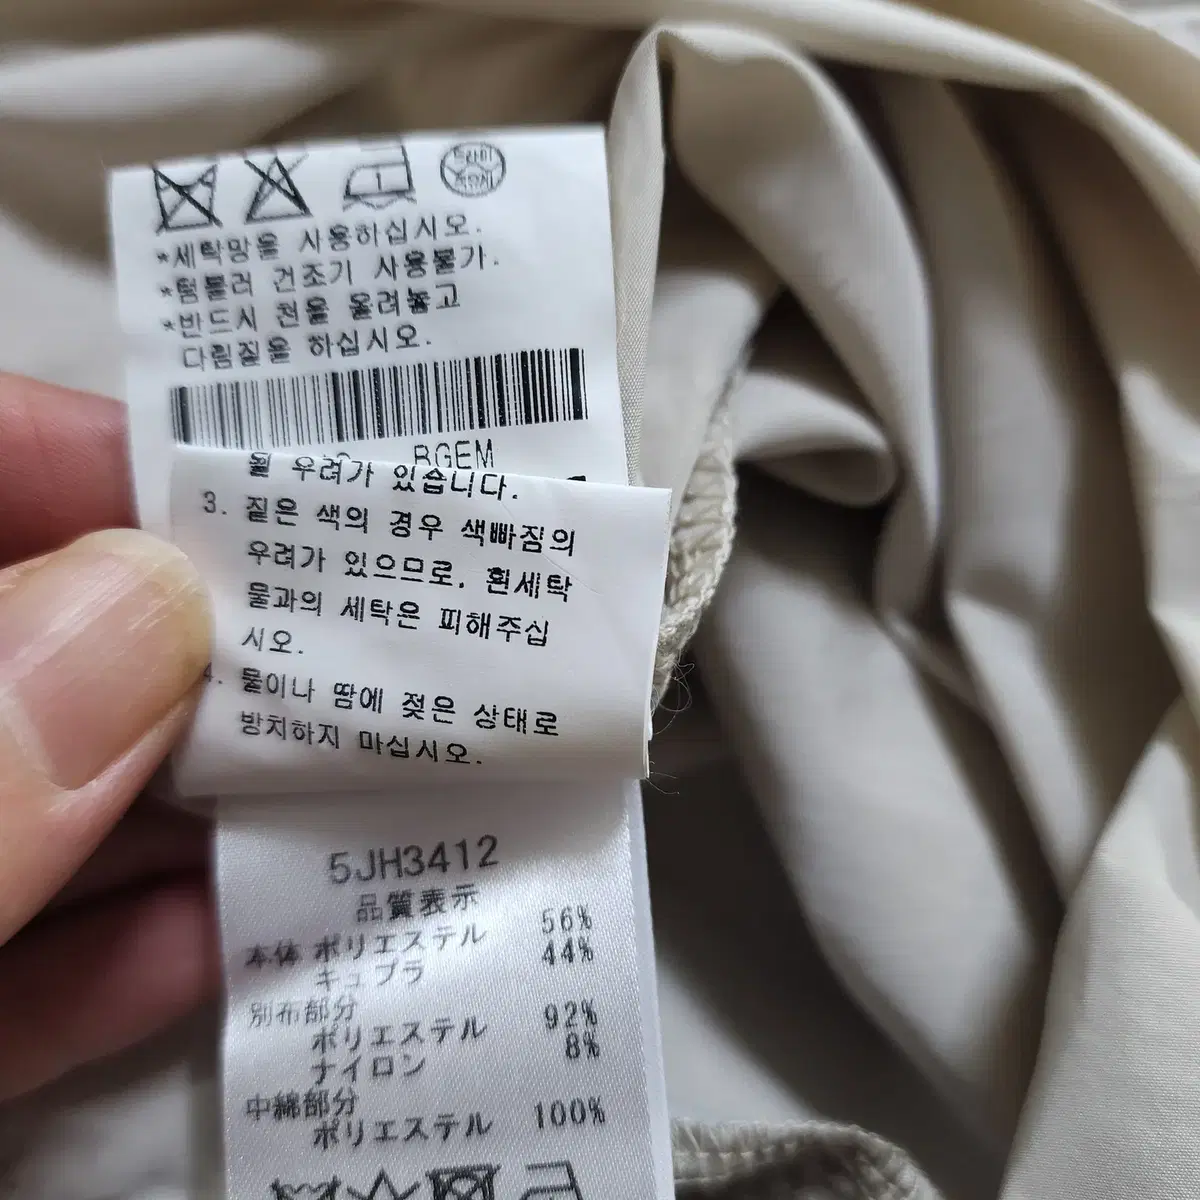 드라이
*세탁망을 사용하십시오.
*텀블러 건조기 사용불가.
*반드시 천을 올려놓고
다림질을 하십시오.
BGEM
될 우려가 있습니다.
3. 짙은 색의 경우 색빠짐의
우려가 있으므로, 흰세탁
물과의 세탁은 피해주십
시오.
4. 물이나 땀에 젖은 상태로
방치하지 마십시오.
5JH3412
品質表示
本体 ポリエステル 56%
キュプラ 44%
別布部分
ポリエステル 92%
ナイロン 8%
中綿部分
ポリエステル 100%